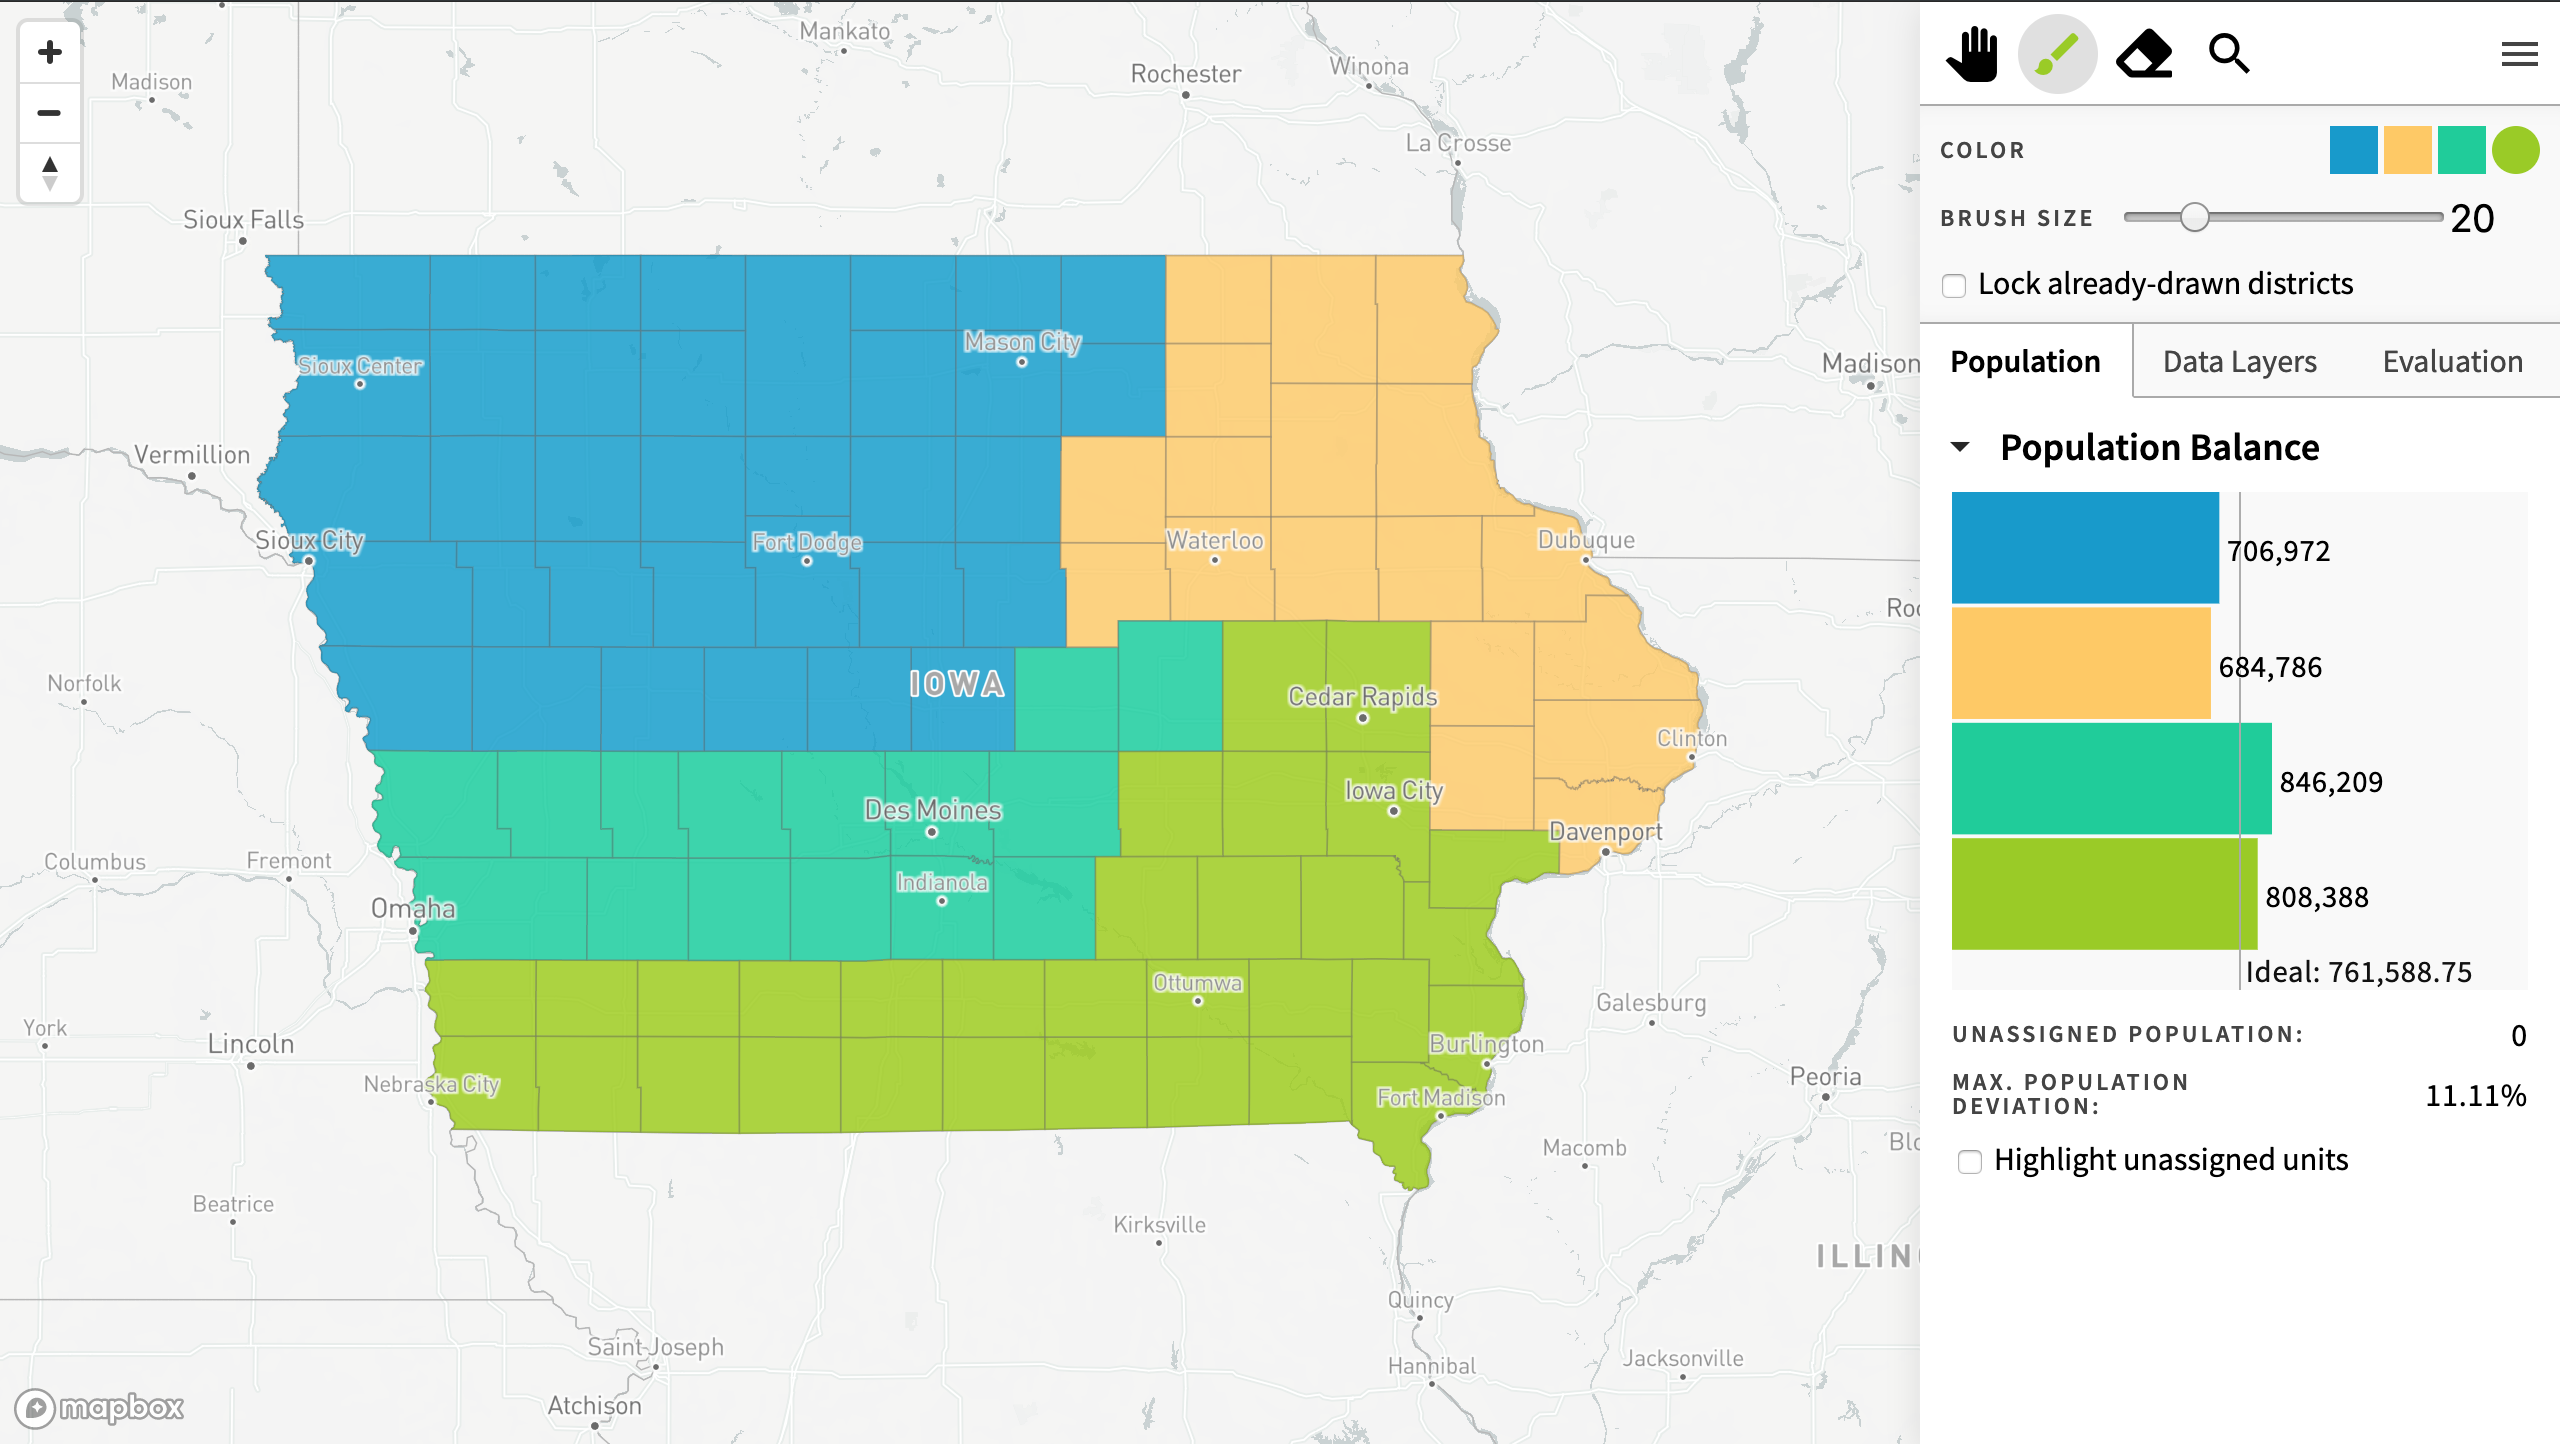 Mankato
Madison
Rochester
Winona
La Crosse
Sioux Falls
Mason City
Sioux Center
Madison
Vermillion
Sioux City
Fort Dodge
Waterloo
Dubuque
Norfolk
IOWA
Cedar Rapids
Clinton
Iowa City
Des Moines
Davenport
Columbus
Fremont
Indianola
Omaha
Ottumwa
Galesburg
York
Lincoln
Burlington
Nebraska City
Fort Madison
Peoria
Macomb
Beatrice
Kirksville
ILLIN
Quincy
Saint Joseph
Hannibal
Jacksonville
Atchison
mapbox
COLOR
BRUSH SIZE 20
Lock already-drawn districts
Population Data Layers Evaluation
Population Balance
706,972
684,786
846,209
808,388
Ideal: 761,588.75
UNASSIGNED POPULATION: 0
MAX. POPULATION
DEVIATION: 11.11%
Highlight unassigned units